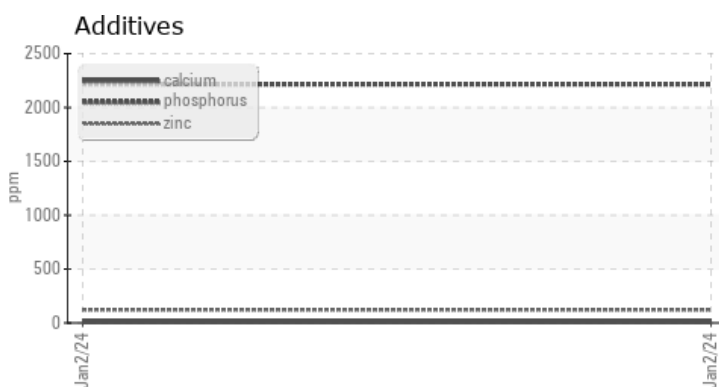 Additives
2500
2000
1500
1000
500
0
ppm
calcium
phosphorus
zinc
Jan2/24
Jan2/24